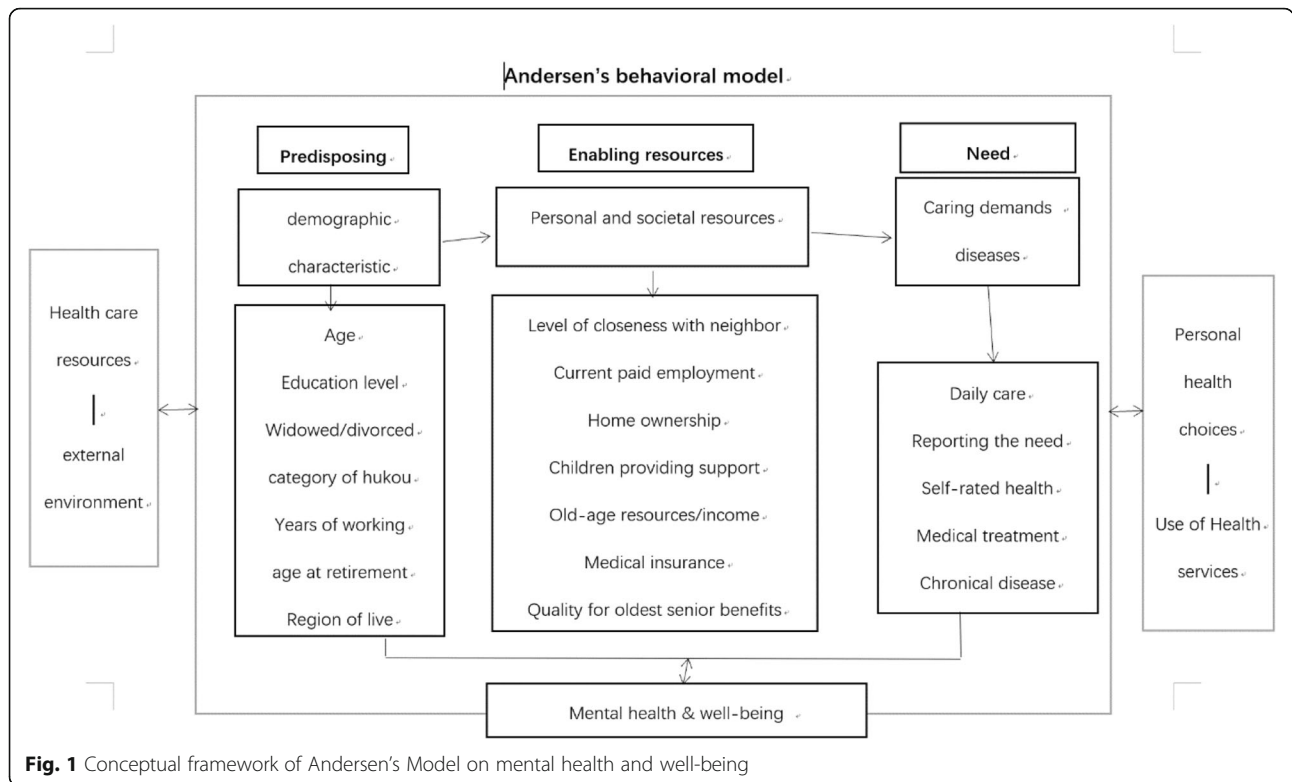 Andersen's behavioral model
Predisposing
Enabling resources
Need
demographic
characteristic
Personal and societal resources
Caring demands
diseases
Health care
resources
external
environment
Age
Education level
Widowed/divorced
category of hukou
Years of working
age at retirement
Region of live
Level of closeness with neighbor
Current paid employment
Home ownership
Children providing support
Old-age resources/income
Medical insurance
Quality for oldest senior benefits
Daily care
Reporting the need
Self-rated health
Medical treatment
Chronical disease
Personal
health
choices
Use of Health
services
Mental health & well-being
Fig. 1 Conceptual framework of Andersen's Model on mental health and well-being